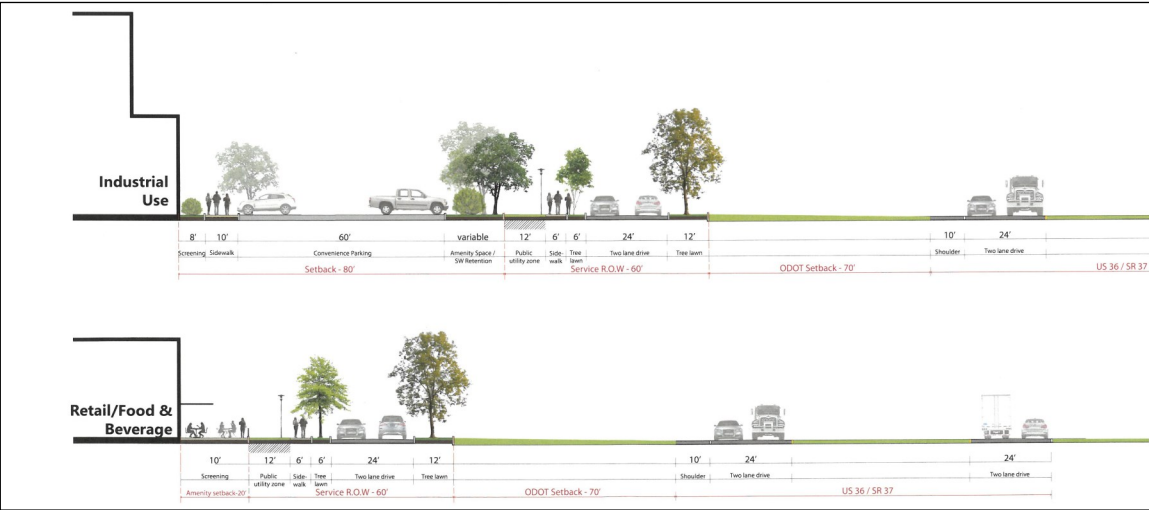 Industrial
Use
8' 10' 60' variable 12' 6' 6' 24' 12' 10' 24'
Screening Sidewalk Convenience Parking Amenity Space / Public Side- Tree Two lane drive Tree lawn Shoulder Two lane drive
SW Retention utility zone walk lawn
Setback - 80' Service R.O.W - 60' ODOT Setback - 70' US 36 / SR 37
Retail/Food &
Beverage
10' 12' 6' 6' 24' 12' 10' 24' 24'
Screening Public Side- Tree Two lane drive Tree lawn Shoulder Two lane drive Two lane drive
utility zone walk lawn
Amenity setback-20' Service R.O.W - 60' ODOT Setback - 70' US 36 / SR 37